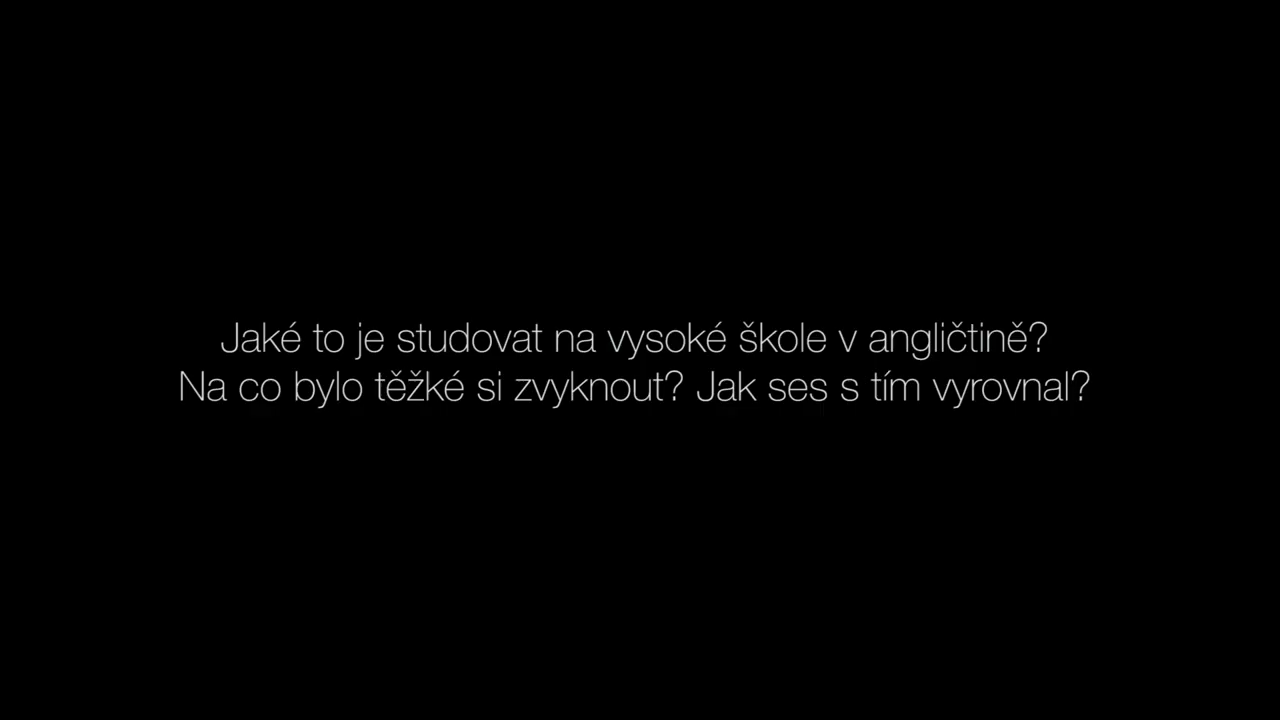 Jaké to je studovat na vysoké škole v angličtině?
Na co bylo těžké si zvyknout? Jak ses s tím vyrovnal?